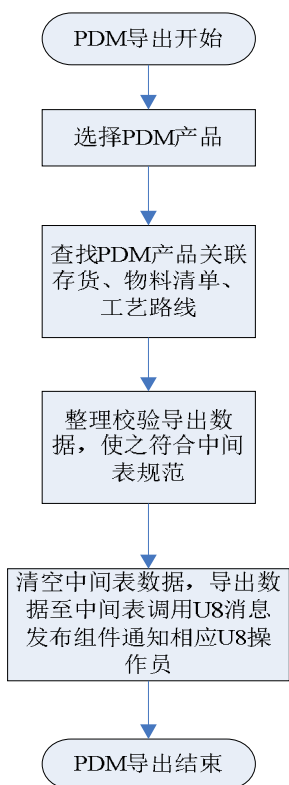 PDM导出开始
选择PDM产品
查找PDM产品关联
存货、物料清单、
工艺路线
整理校验导出数
据，使之符合中间
表规范
清空中间表数据，导出数
据至中间表调用U8消息
发布组件通知相应U8操
作员
PDM导出结束